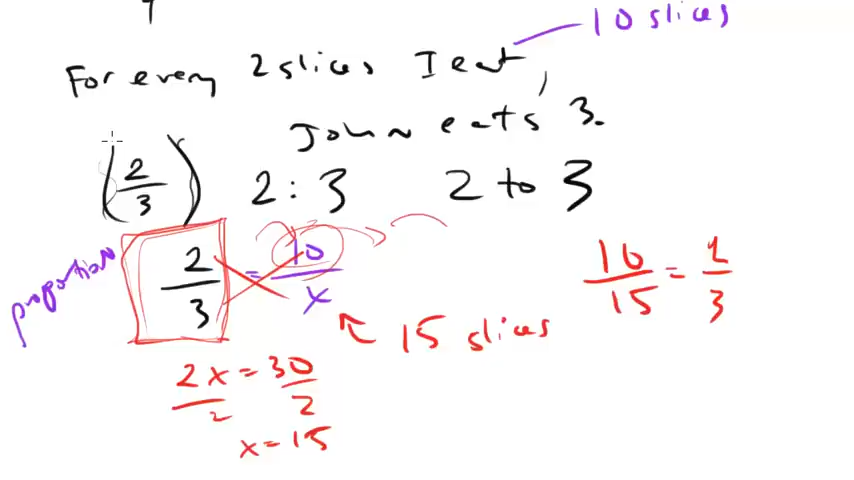 10 slices
For every 2 slices I eat,
John eats 3.
(2/3) 2:3 2 to 3
proportion 2/3 = 10/x
10/15 = 2/3
15 slices
2x = 30
2 2
x = 15